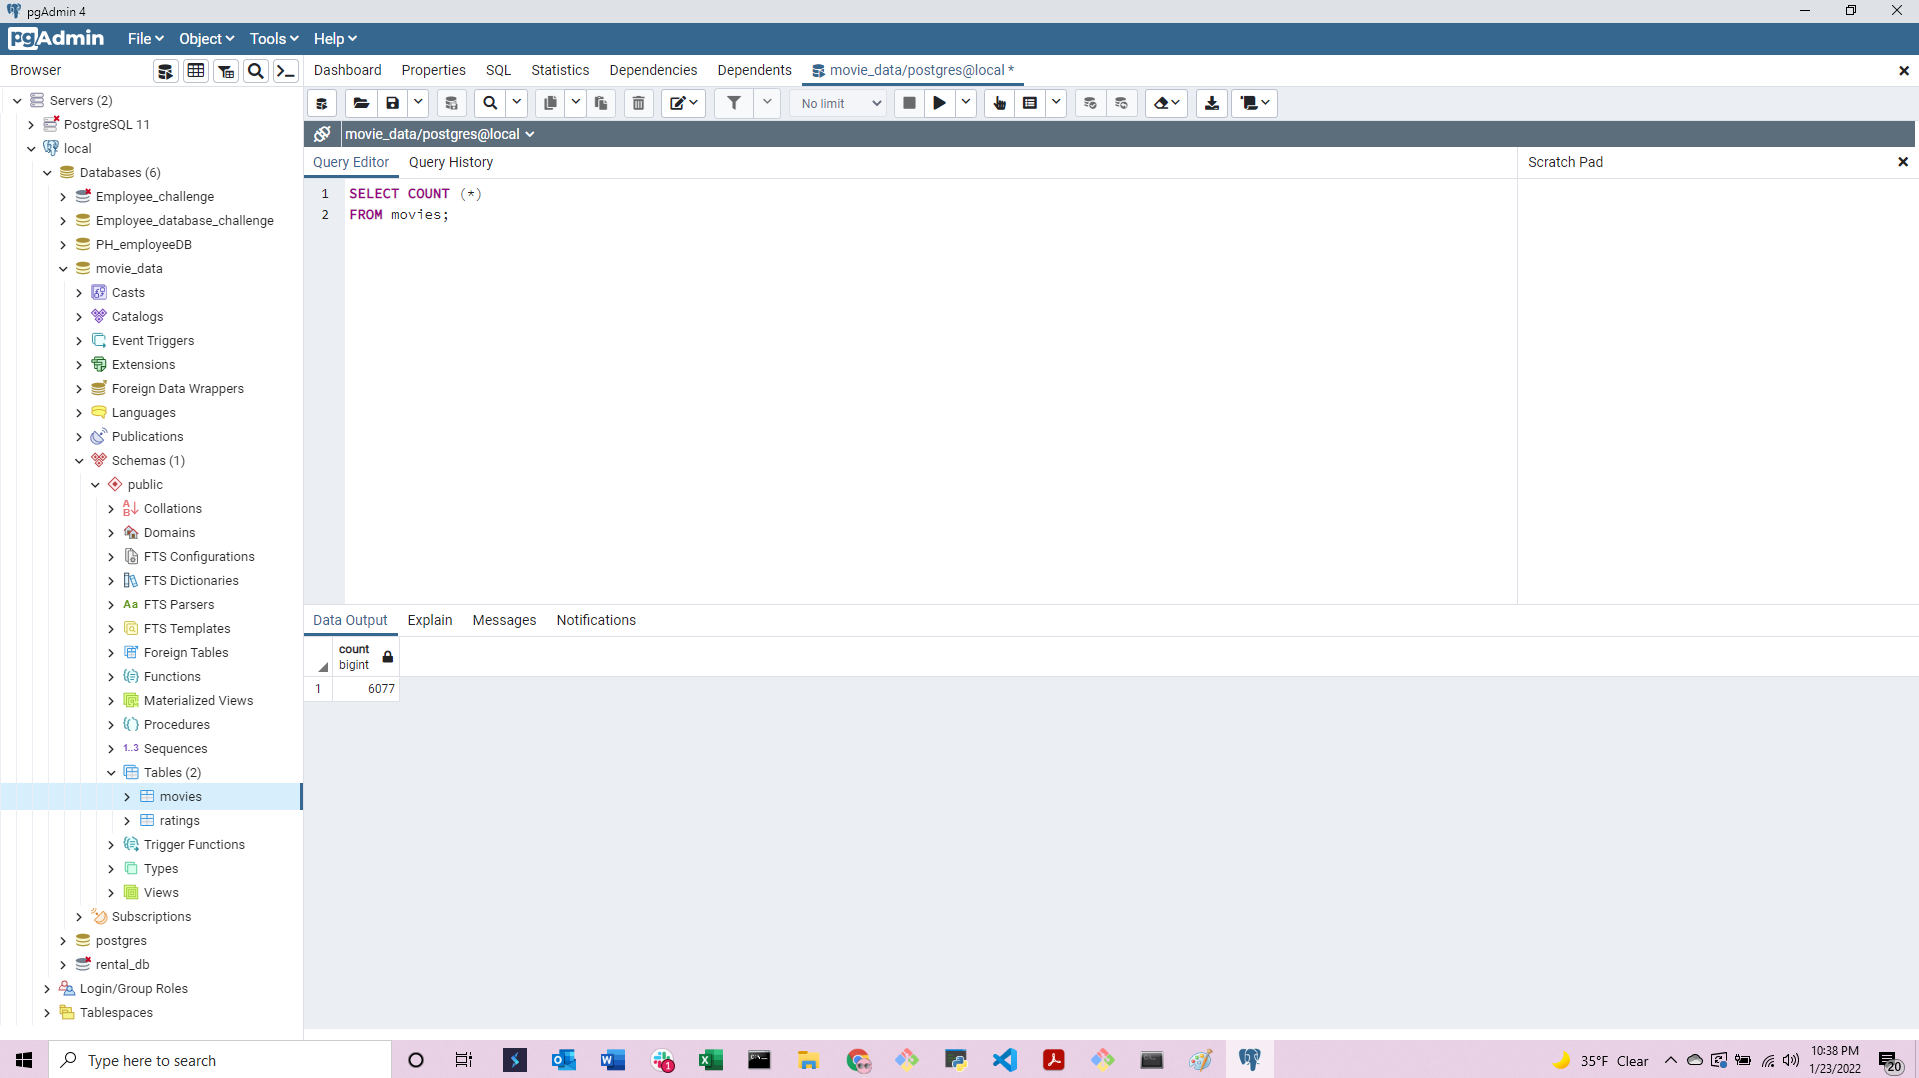 pgAdmin 4
pgAdmin File Object Tools Help
Browser
Dashboard Properties SQL Statistics Dependencies Dependents movie_data/postgres@local *
Servers (2)
PostgreSQL 11
local
Databases (6)
Employee_challenge
Employee_database_challenge
PH_employeeDB
movie_data
Casts
Catalogs
Event Triggers
Extensions
Foreign Data Wrappers
Languages
Publications
Schemas (1)
public
Collations
Domains
FTS Configurations
FTS Dictionaries
Aa FTS Parsers
FTS Templates
Foreign Tables
Functions
Materialized Views
Procedures
1..3 Sequences
Tables (2)
movies
ratings
Trigger Functions
Types
Views
Subscriptions
postgres
rental_db
Login/Group Roles
Tablespaces
No limit
movie_data/postgres@local
Query Editor Query History
Scratch Pad
1 SELECT COUNT (*)
2 FROM movies;
Data Output Explain Messages Notifications
count
bigint
1 6077
Type here to search
1
35°F Clear
10:38 PM
1/23/2022
20